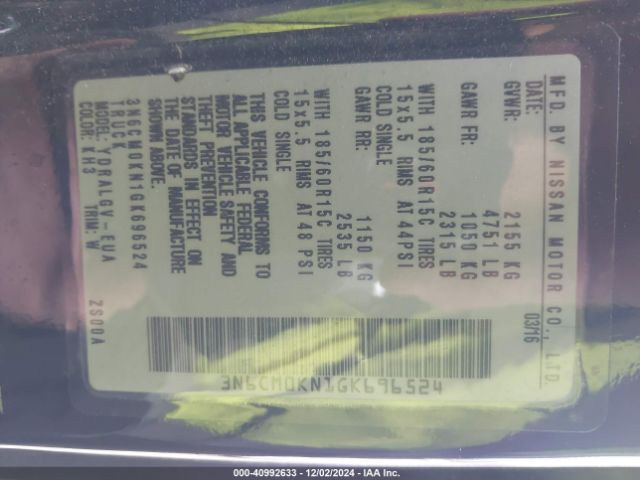 MFD. BY NISSAN MOTOR CO., LTD.
DATE: 03/16
GVWR: 2155 KG
4751 LB
GAWR FR: 1050 KG
2315 LB
WITH 185/60R15C TIRES
15x5.5 RIMS AT 44PSI
COLD SINGLE
GAWR RR: 1150 KG
2535 LB
WITH 185/60R15C TIRES
15x5.5 RIMS AT 48 PSI
COLD SINGLE
THIS VEHICLE CONFORMS TO
ALL APPLICABLE FEDERAL
MOTOR VEHICLE SAFETY AND
THEFT PREVENTION
STANDARDS IN EFFECT ON
THE DATE OF MANUFACTURE
SHOWN ABOVE.
3N6CM0KN1GK696524
TRUCK
MODEL: VDRALGV-EUA
COLOR: KH3 TRIM: W ZS00A
3N6CM0KN1GK696524
000-40992633 - 12/02/2024 - IAA Inc.